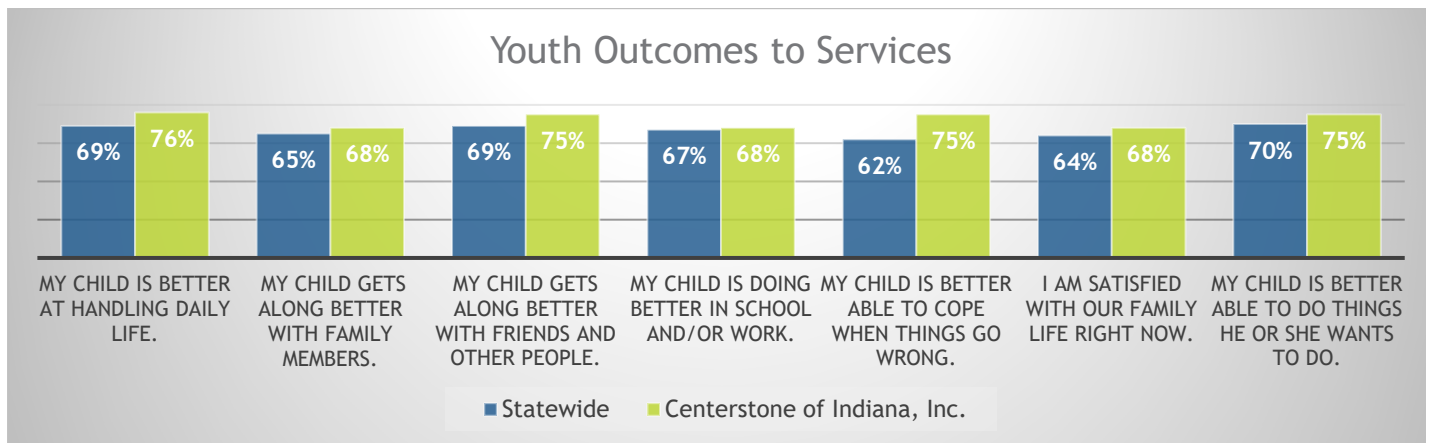 Youth Outcomes to Services
69%
76%
65%
68%
69%
75%
67%
68%
62%
75%
64%
68%
70%
75%
MY CHILD IS BETTER
AT HANDLING DAILY
LIFE.
MY CHILD GETS
ALONG BETTER
WITH FAMILY
MEMBERS.
MY CHILD GETS
ALONG BETTER
WITH FRIENDS AND
OTHER PEOPLE.
MY CHILD IS DOING
BETTER IN SCHOOL
AND/OR WORK.
MY CHILD IS BETTER
ABLE TO COPE
WHEN THINGS GO
WRONG.
I AM SATISFIED
WITH OUR FAMILY
LIFE RIGHT NOW.
MY CHILD IS BETTER
ABLE TO DO THINGS
HE OR SHE WANTS
TO DO.
Statewide
Centerstone of Indiana, Inc.